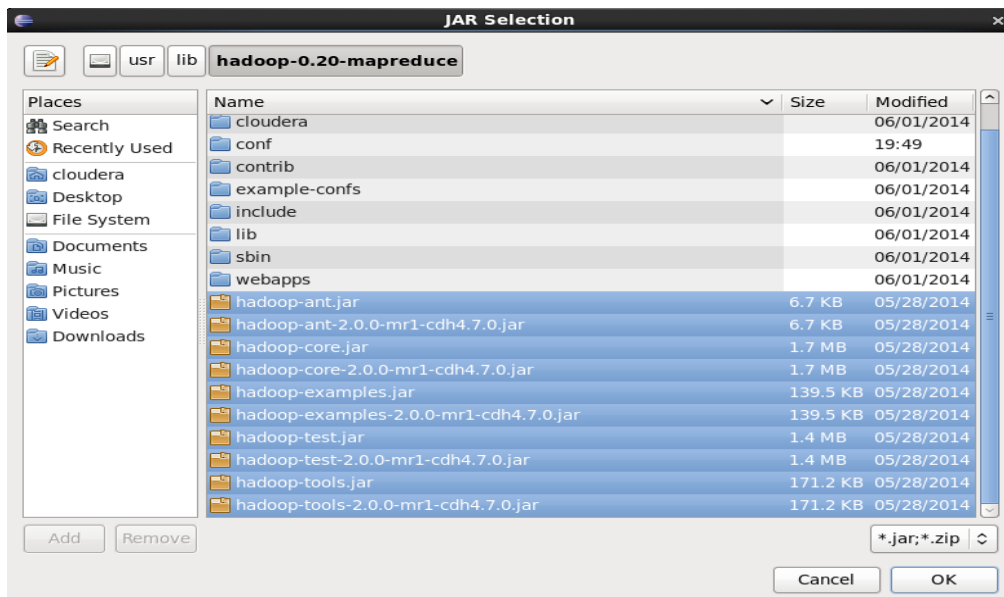 JAR Selection
usr lib hadoop-0.20-mapreduce
Places
Search
Recently Used
cloudera
Desktop
File System
Documents
Music
Pictures
Videos
Downloads
Name Size Modified
cloudera 06/01/2014
conf 19:49
contrib 06/01/2014
example-confs 06/01/2014
include 06/01/2014
lib 06/01/2014
sbin 06/01/2014
webapps 06/01/2014
hadoop-ant.jar 6.7 KB 05/28/2014
hadoop-ant-2.0.0-mr1-cdh4.7.0.jar 6.7 KB 05/28/2014
hadoop-core.jar 1.7 MB 05/28/2014
hadoop-core-2.0.0-mr1-cdh4.7.0.jar 1.7 MB 05/28/2014
hadoop-examples.jar 139.5 KB 05/28/2014
hadoop-examples-2.0.0-mr1-cdh4.7.0.jar 139.5 KB 05/28/2014
hadoop-test.jar 1.4 MB 05/28/2014
hadoop-test-2.0.0-mr1-cdh4.7.0.jar 1.4 MB 05/28/2014
hadoop-tools.jar 171.2 KB 05/28/2014
hadoop-tools-2.0.0-mr1-cdh4.7.0.jar 171.2 KB 05/28/2014
Add Remove
*.jar;*.zip
Cancel OK